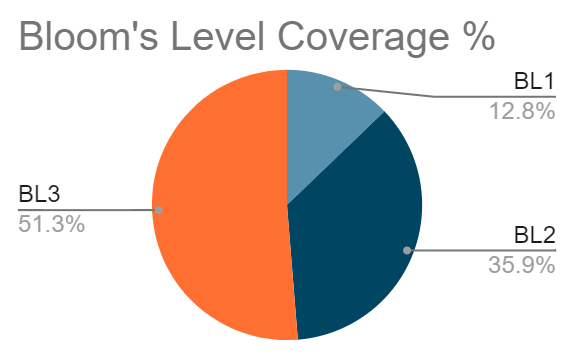 Bloom's Level Coverage %
BL1
12.8%
BL3
51.3%
BL2
35.9%